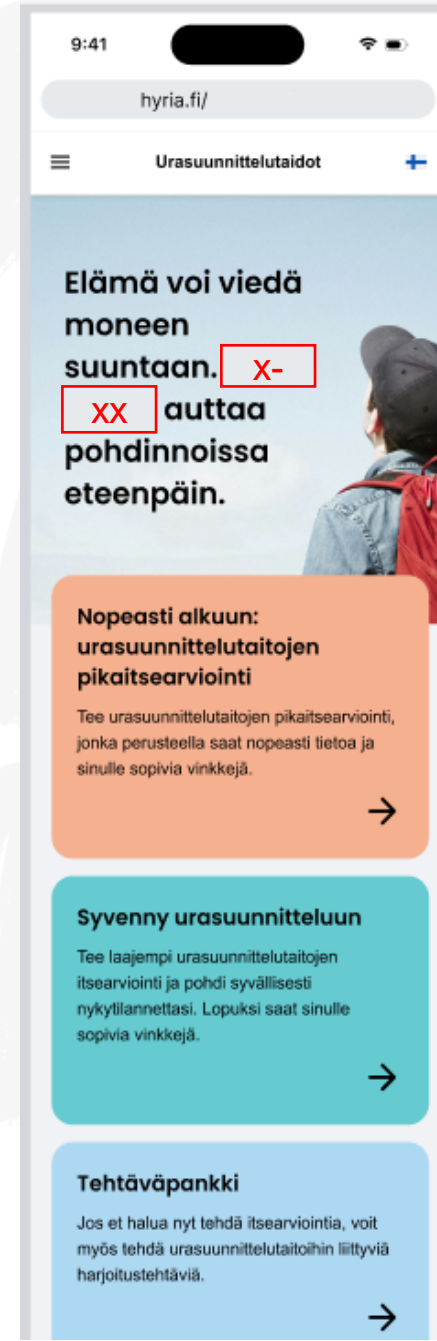 9:41
hyria.fi/
Urasuunnittelutaidot
Elämä voi viedä
moneen
suuntaan. x-
xx auttaa
pohdinnoissa
eteenpäin.
Nopeasti alkuun:
urasuunnittelutaitojen
pikaitsearviointi
Tee urasuunnittelutaitojen pikaitsearviointi,
jonka perusteella saat nopeasti tietoa ja
sinulle sopivia vinkkejä.
Syvenny urasuunnitteluun
Tee laajempi urasuunnittelutaitojen
itsearviointi ja pohdi syvällisesti
nykytilannettasi. Lopuksi saat sinulle
sopivia vinkkejä.
Tehtäväpankki
Jos et halua nyt tehdä itsearviointia, voit
myös tehdä urasuunnittelutaitoihin liittyviä
harjoitustehtäviä.